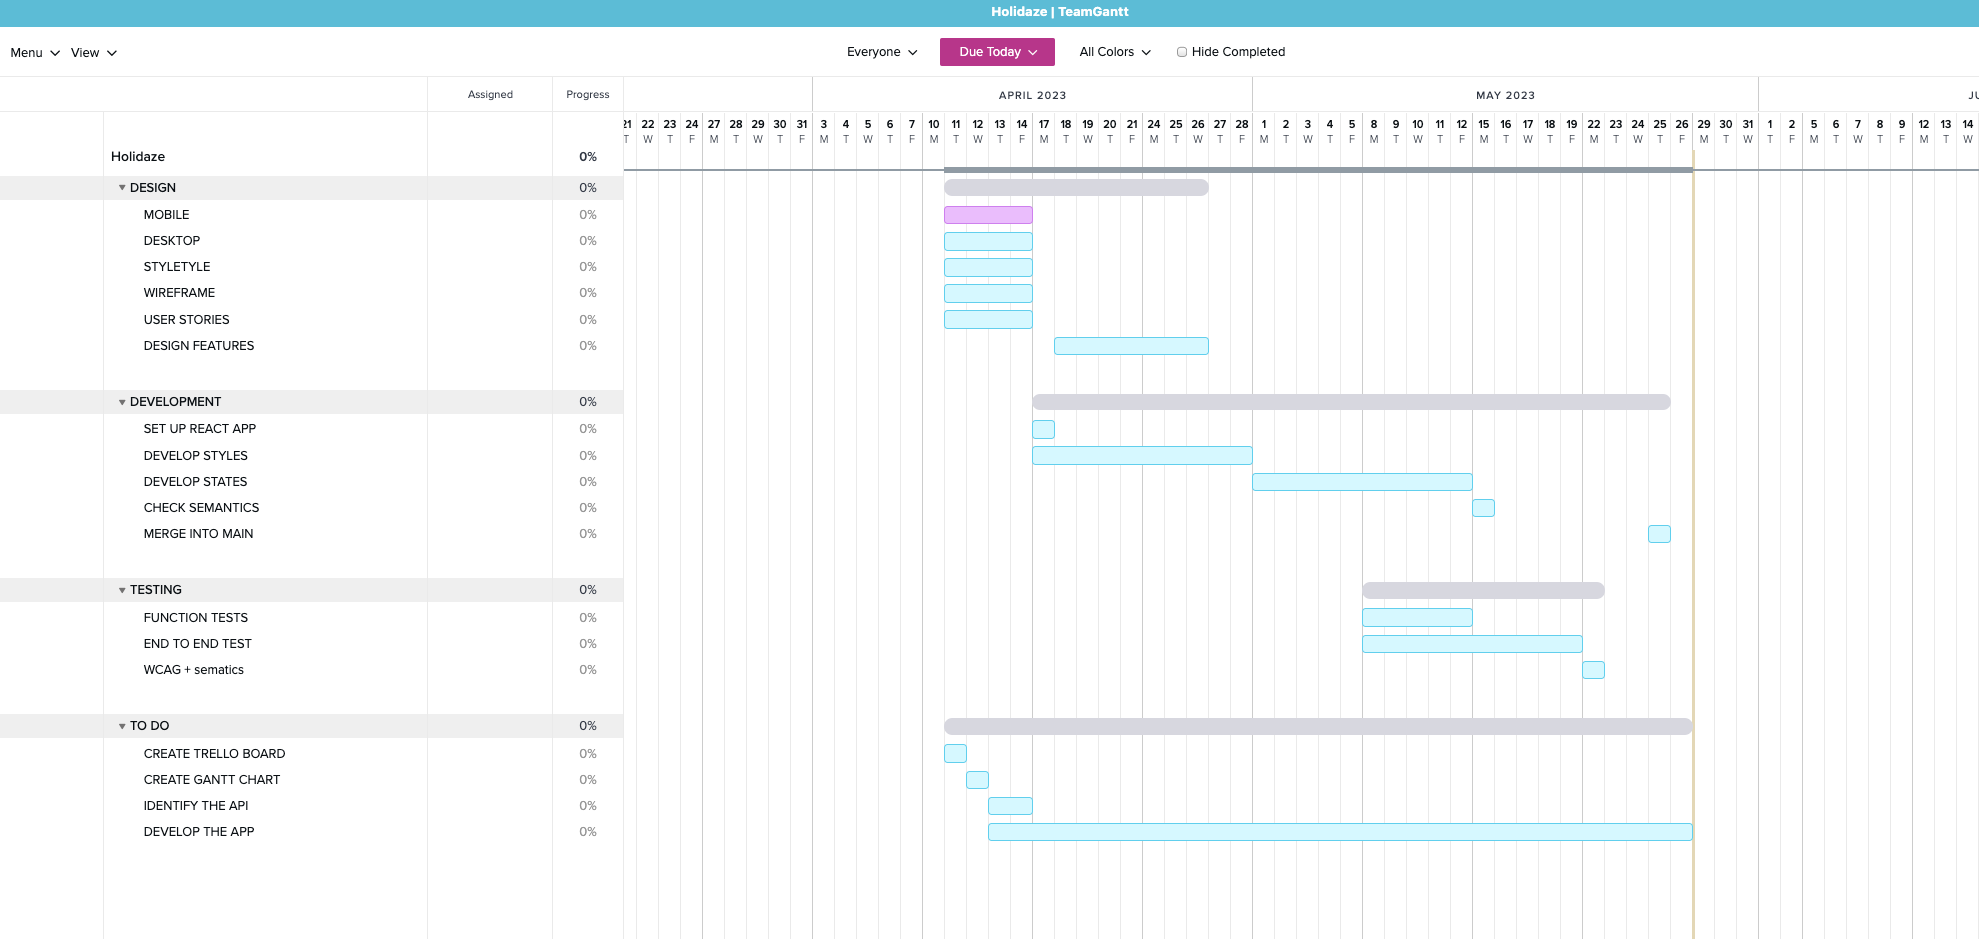 Holidaze | TeamGantt
Menu View Everyone Due Today All Colors Hide Completed
Assigned Progress APRIL 2023 MAY 2023
21 22 23 24 27 28 29 30 31 3 4 5 6 7 10 11 12 13 14 17 18 19 20 21 24 25 26 27 28 1 2 3 4 5 8 9 10 11 12 15 16 17 18 19 22 23 24 25 26 29 30 31 1 2 5 6 7 8 9 12 13 14
T W T F M T W T F M T W T F M T W T F M T W T F M T W T F M T W T F M T W T F M T W T F M T W T F M T W T F M T W T F M T W
Holidaze 0%
DESIGN 0%
MOBILE 0%
DESKTOP 0%
STYLETYLE 0%
WIREFRAME 0%
USER STORIES 0%
DESIGN FEATURES 0%
DEVELOPMENT 0%
SET UP REACT APP 0%
DEVELOP STYLES 0%
DEVELOP STATES 0%
CHECK SEMANTICS 0%
MERGE INTO MAIN 0%
TESTING 0%
FUNCTION TESTS 0%
END TO END TEST 0%
WCAG + sematics 0%
TO DO 0%
CREATE TRELLO BOARD 0%
CREATE GANTT CHART 0%
IDENTIFY THE API 0%
DEVELOP THE APP 0%